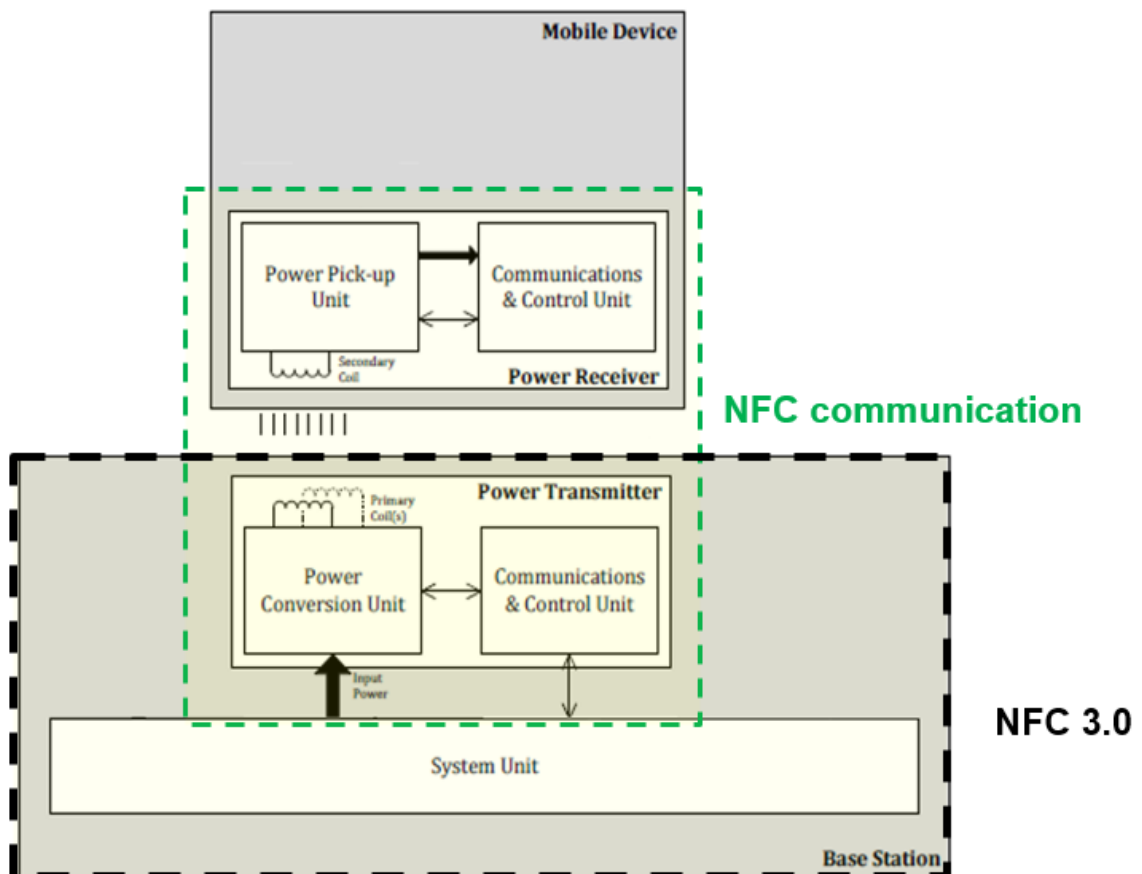 Mobile Device
Power Pick-up
Unit
Communications
& Control Unit
Secondary
Coil
Power Receiver
NFC communication
Power Transmitter
Primary
Coil(s)
Power
Conversion Unit
Communications
& Control Unit
Input
Power
NFC 3.0
System Unit
Base Station